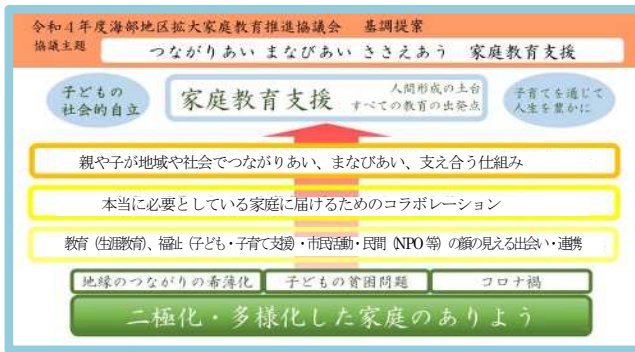 令和４年度海部地区拡大家庭教育推進協議会　基調提案
協議主題　つながりあい まなびあい ささえあう　家庭教育支援
子どもの
社会的自立
家庭教育支援
人間形成の土台
すべての教育の出発点
子育てを通じて
人生を豊かに
親や子が地域や社会でつながりあい、まなびあい、支え合う仕組み
本当に必要としている家庭に届けるためのコラボレーション
教育（生涯教育）、福祉（子ども・子育て支援）・市民活動・民間（NPO 等）の顔の見える出会い・連携
地縁のつながりの希薄化　子どもの貧困問題　コロナ禍
二極化・多様化した家庭のありよう